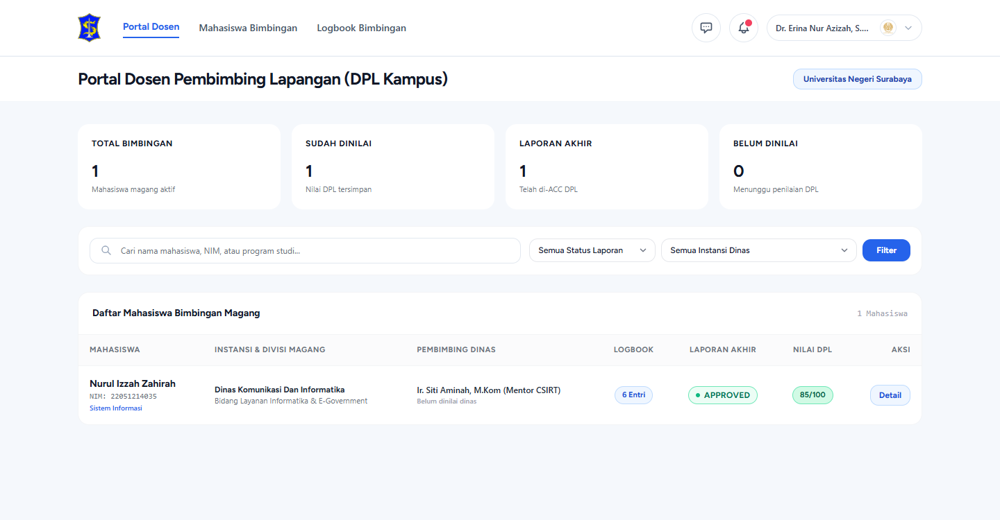 Portal Dosen
Mahasiswa Bimbingan
Logbook Bimbingan
Dr. Erina Nur Azizah, S....
Portal Dosen Pembimbing Lapangan (DPL Kampus)
Universitas Negeri Surabaya
TOTAL BIMBINGAN
1
Mahasiswa magang aktif
SUDAH DINILAI
1
Nilai DPL tersimpan
LAPORAN AKHIR
1
Telah di-ACC DPL
BELUM DINILAI
0
Menunggu penilaian DPL
Cari nama mahasiswa, NIM, atau program studi...
Semua Status Laporan
Semua Instansi Dinas
Filter
Daftar Mahasiswa Bimbingan Magang
1 Mahasiswa
MAHASISWA
INSTANSI & DIVISI MAGANG
PEMBIMBING DINAS
LOGBOOK
LAPORAN AKHIR
NILAI DPL
AKSI
Nurul Izzah Zahirah
NIM: 22051214035
Sistem Informasi
Dinas Komunikasi Dan Informatika
Bidang Layanan Informatika & E-Government
Ir. Siti Aminah, M.Kom (Mentor CSIRT)
Belum dinilai dinas
6 Entri
APPROVED
85/100
Detail